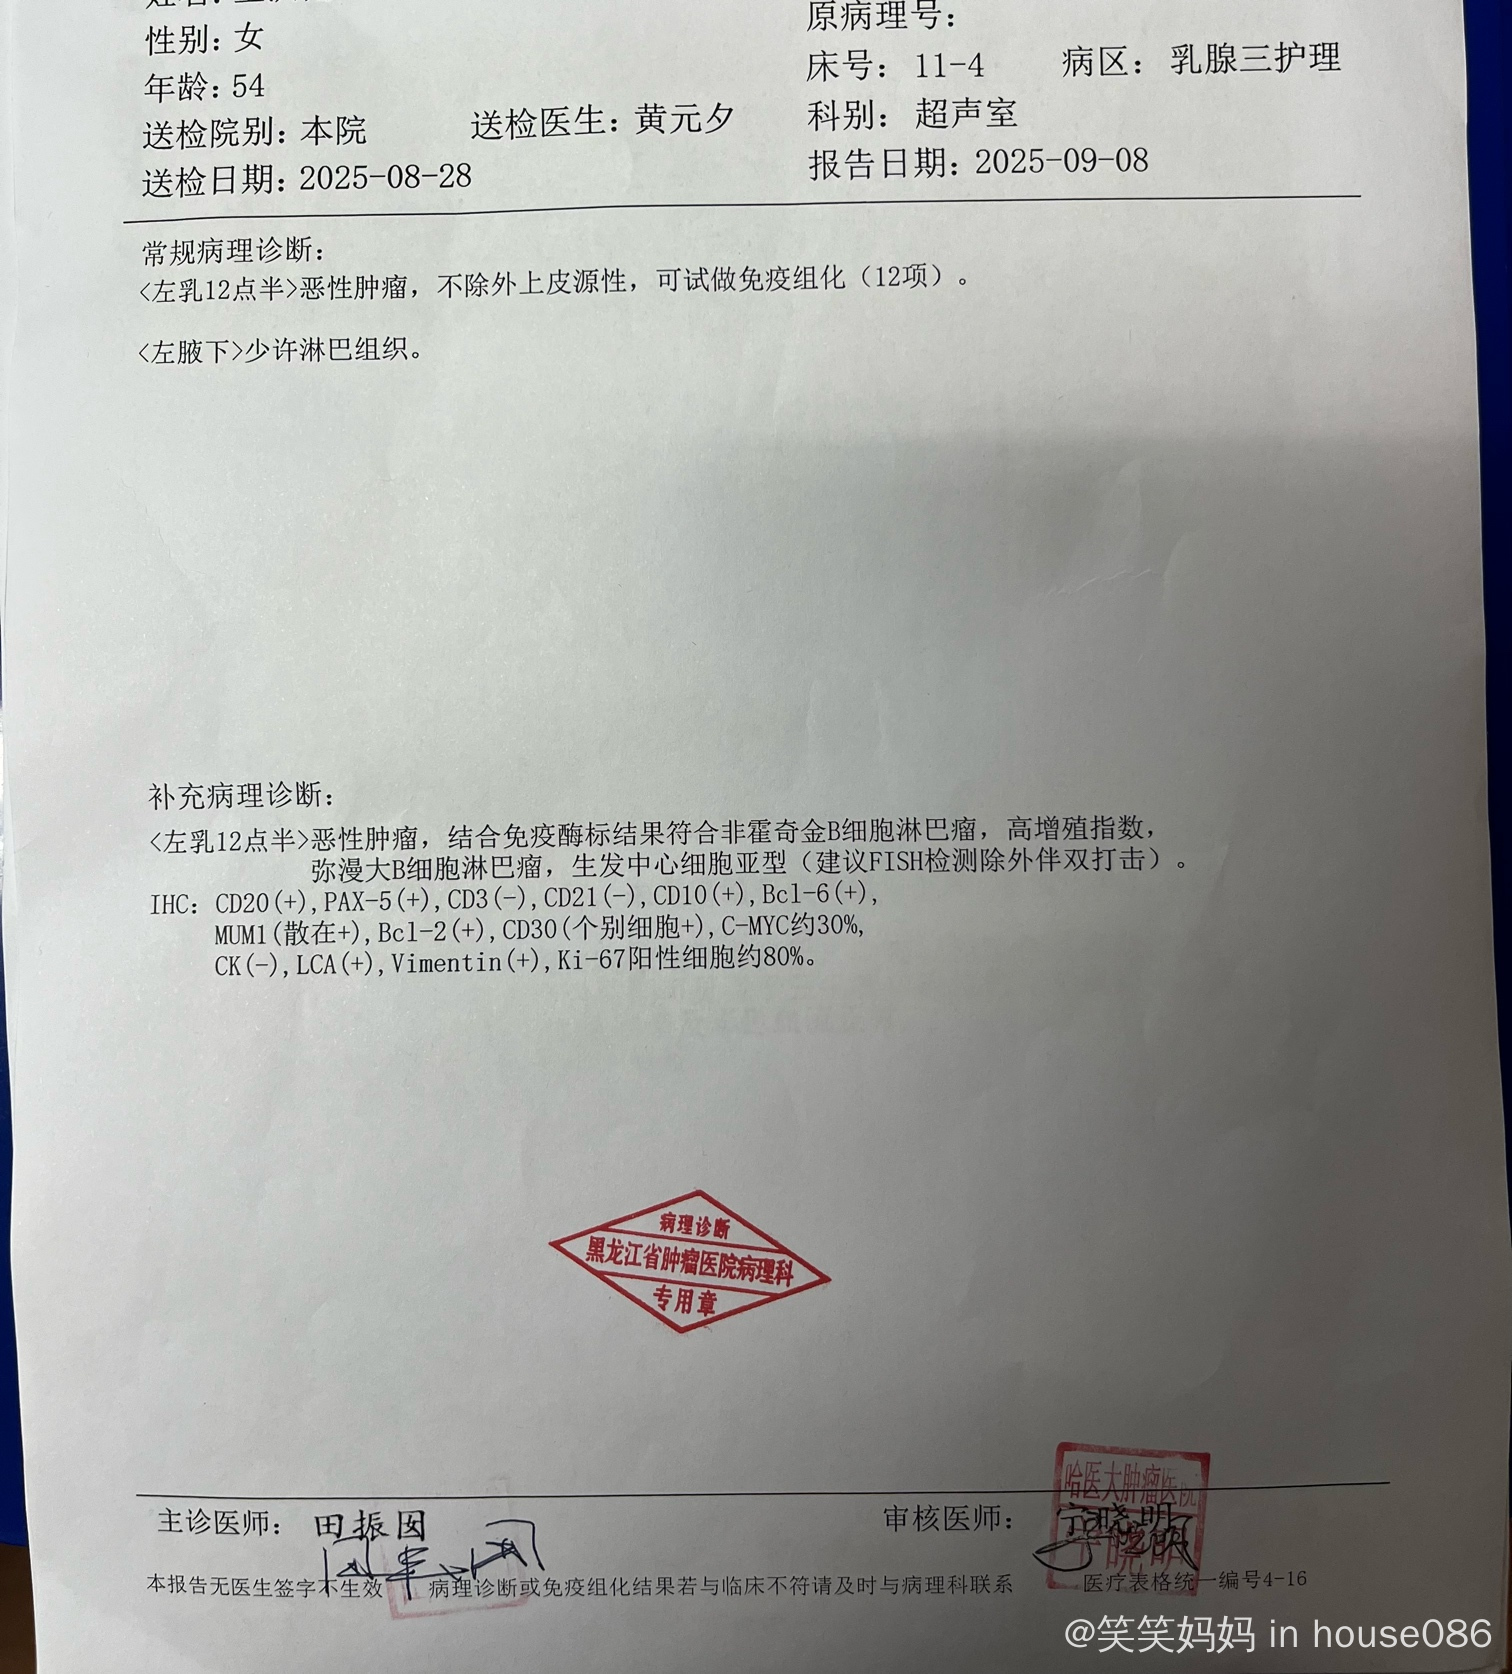 性别：女
原病理号：
年龄：54
床号：11-4 病区：乳腺三护理
送检院别：本院 送检医生：黄元夕
科别：超声室
送检日期：2025-08-28
报告日期：2025-09-08
常规病理诊断：
<左乳12点半>恶性肿瘤，不除外上皮源性，可试做免疫组化（12项）。
<左腋下>少许淋巴组织。
补充病理诊断：
<左乳12点半>恶性肿瘤，结合免疫酶标结果符合非霍奇金B细胞淋巴瘤，高增殖指数，
弥漫大B细胞淋巴瘤，生发中心细胞亚型（建议FISH检测除外伴双打击）。
IHC：CD20(+),PAX-5(+),CD3(-),CD21(-),CD10(+),Bcl-6(+),
MUM1(散在+),Bcl-2(+),CD30(个别细胞+),C-MYC约30%,
CK(-),LCA(+),Vimentin(+),Ki-67阳性细胞约80%。
病理诊断
黑龙江省肿瘤医院病理科
专用章
哈医大肿瘤医院
主诊医师：田振囡
审核医师：宁晓明
本报告无医生签字不生效 病理诊断或免疫组化结果若与临床不符请及时与病理科联系 医疗表格统一编号4-16
@笑笑妈妈 in house086